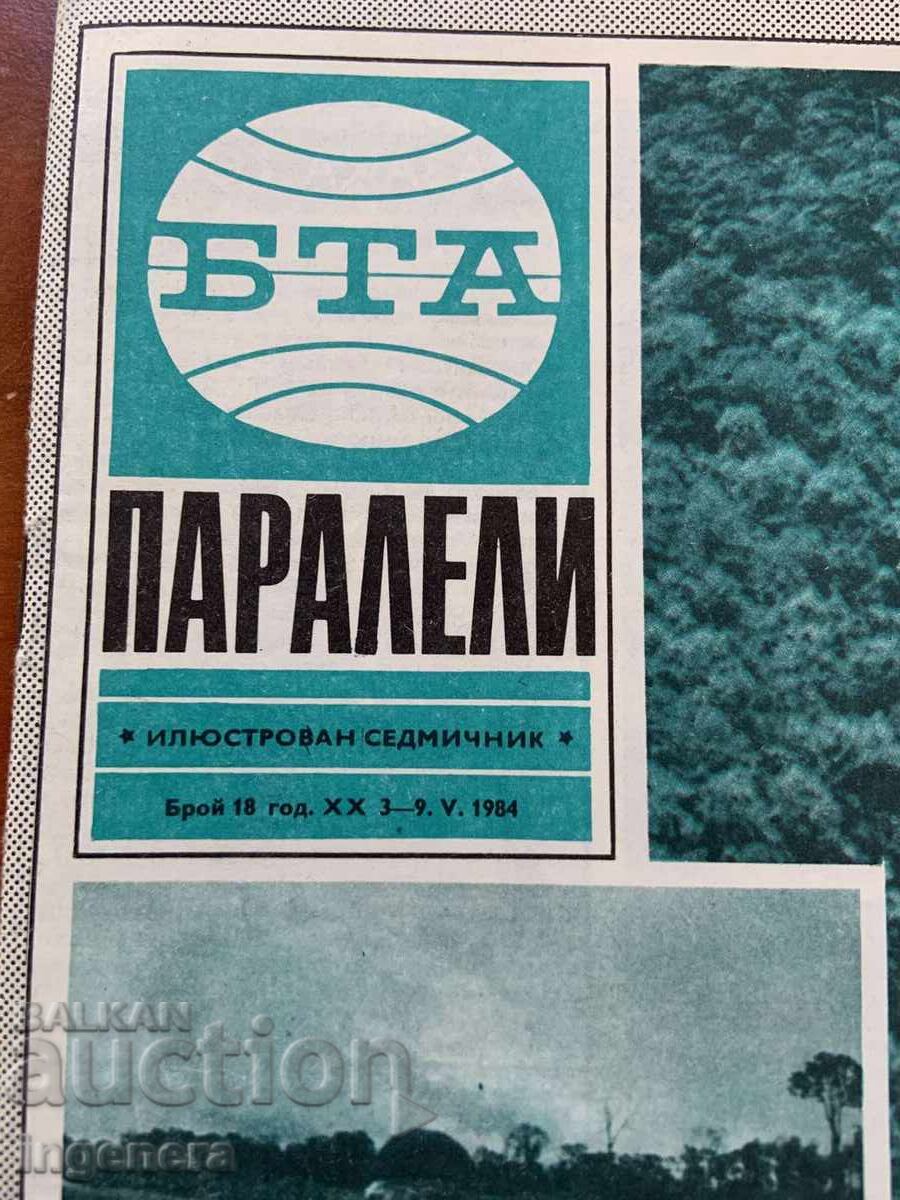 БТА
ПАРАЛЕЛИ
* ИЛЮСТРОВАН СЕДМИЧНИК *
Брой 18 год. XX 3—9. V. 1984
BALKAN
auction
ingenera